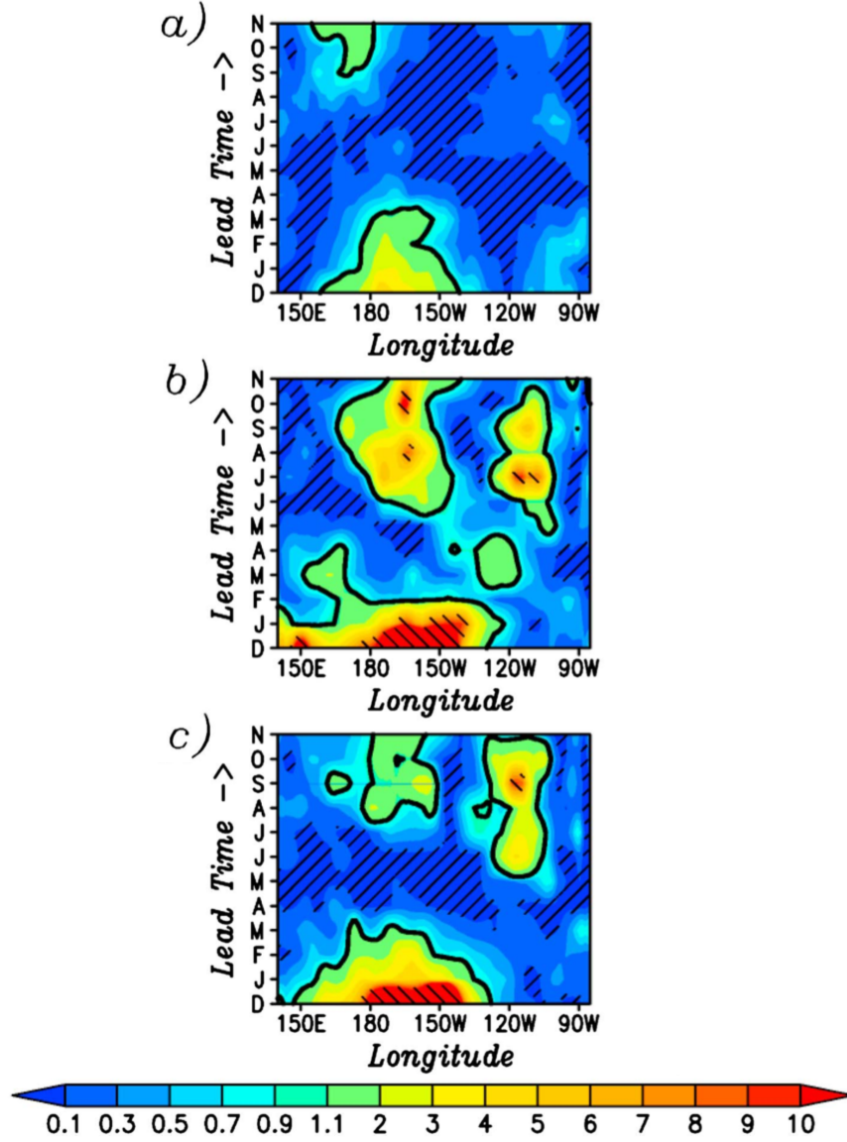 a)
Lead Time ->
N
O
S
A
J
J
M
A
M
F
J
D
150E 180 150W 120W 90W
Longitude
b)
Lead Time ->
N
O
S
A
J
J
M
A
M
F
J
D
150E 180 150W 120W 90W
Longitude
c)
Lead Time ->
N
O
S
A
J
J
M
A
M
F
J
D
150E 180 150W 120W 90W
Longitude
0.1 0.3 0.5 0.7 0.9 1.1 2 3 4 5 6 7 8 9 10